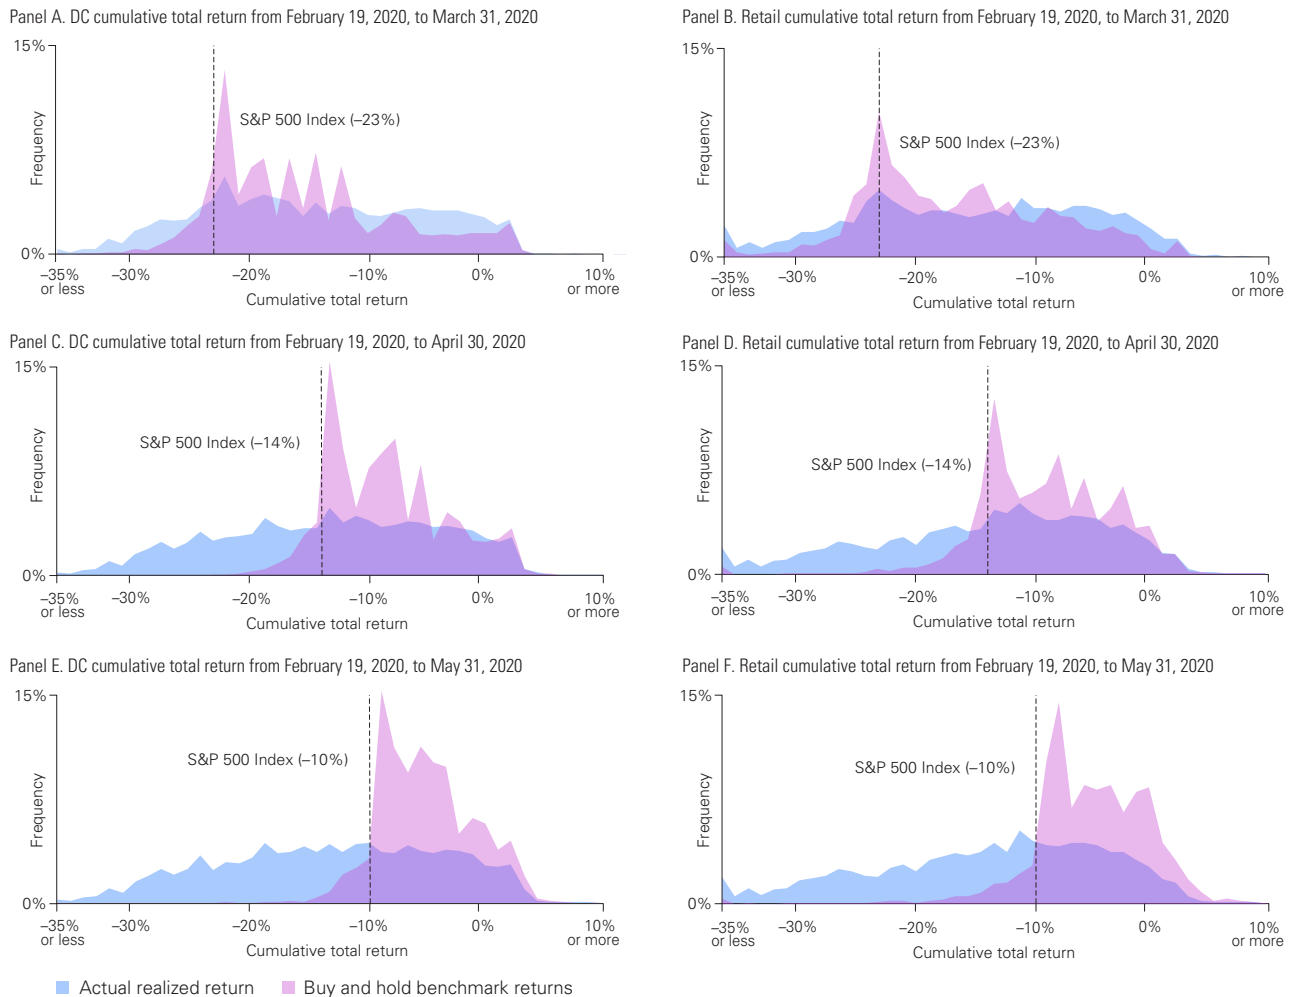 Panel A. DC cumulative total return from February 19, 2020, to March 31, 2020
15%
Frequency
S&P 500 Index (–23%)
0%
–35%
or less
–30%
–20%
–10%
0%
10%
or more
Cumulative total return
Panel B. Retail cumulative total return from February 19, 2020, to March 31, 2020
15%
Frequency
S&P 500 Index (–23%)
0%
–35%
or less
–30%
–20%
–10%
0%
10%
or more
Cumulative total return
Panel C. DC cumulative total return from February 19, 2020, to April 30, 2020
15%
Frequency
S&P 500 Index (–14%)
0%
–35%
or less
–30%
–20%
–10%
0%
10%
or more
Cumulative total return
Panel D. Retail cumulative total return from February 19, 2020, to April 30, 2020
15%
Frequency
S&P 500 Index (–14%)
0%
–35%
or less
–30%
–20%
–10%
0%
10%
or more
Cumulative total return
Panel E. DC cumulative total return from February 19, 2020, to May 31, 2020
15%
Frequency
S&P 500 Index (–10%)
0%
–35%
or less
–30%
–20%
–10%
0%
10%
or more
Cumulative total return
Panel F. Retail cumulative total return from February 19, 2020, to May 31, 2020
15%
Frequency
S&P 500 Index (–10%)
0%
–35%
or less
–30%
–20%
–10%
0%
10%
or more
Cumulative total return
Actual realized return
Buy and hold benchmark returns